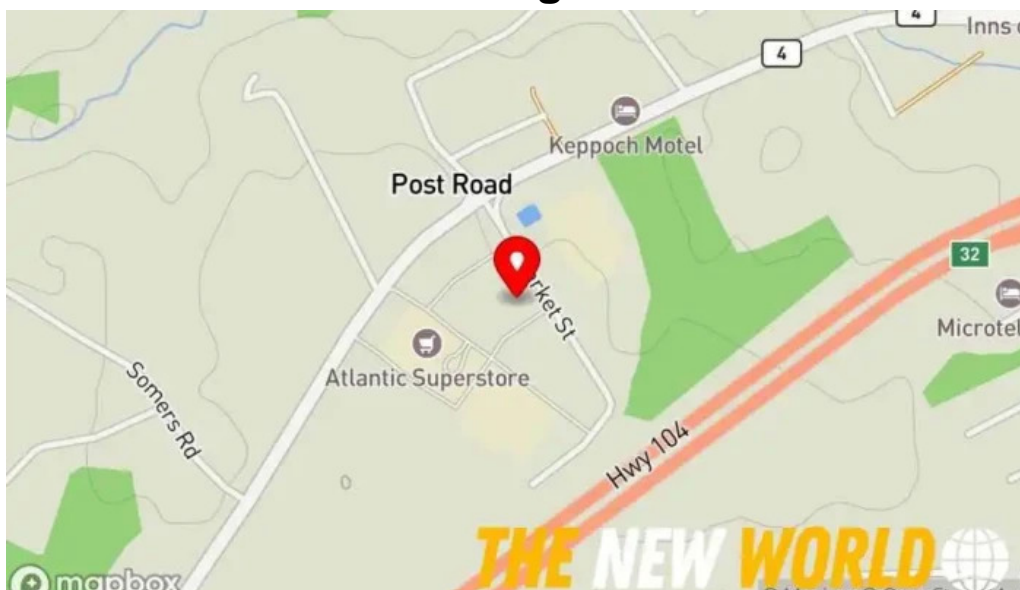 4
Inns
4
Keppoch Motel
Post Road
32
Market St
Microtel
Atlantic Superstore
Somers Rd
Hwy 104
THE NEW WORLD
mapbox